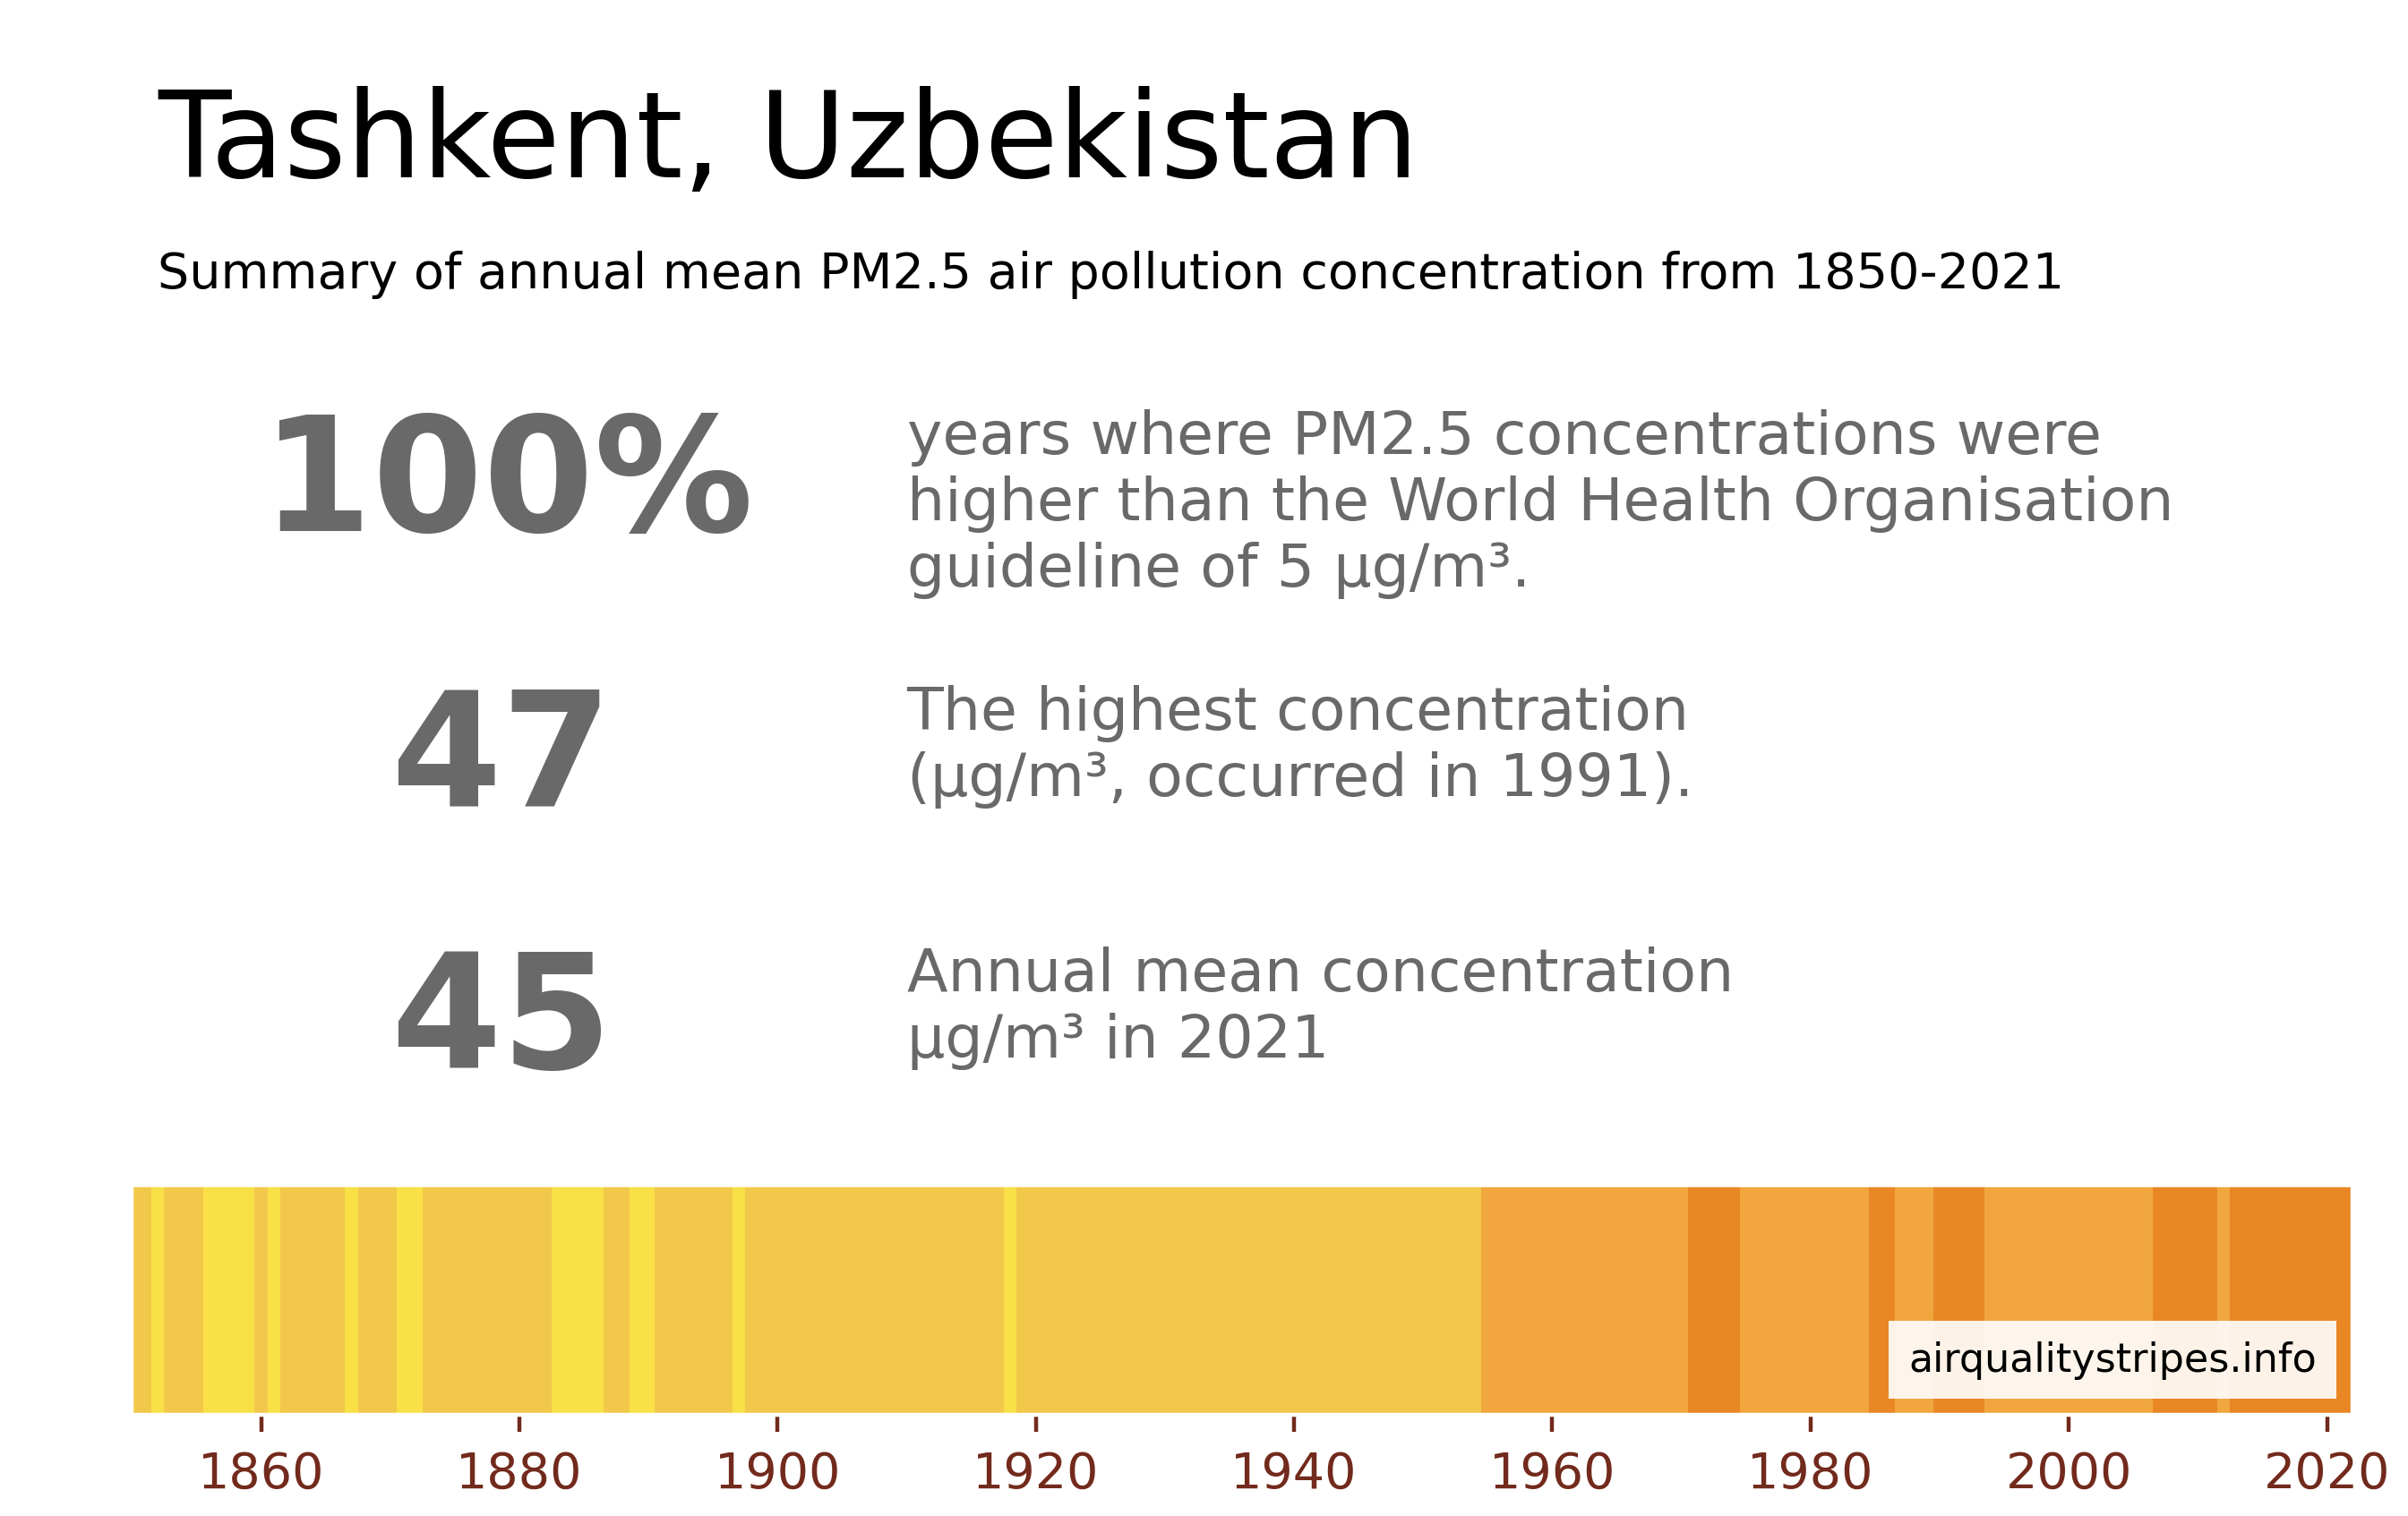 Tashkent, Uzbekistan
Summary of annual mean PM2.5 air pollution concentration from 1850-2021
100%
years where PM2.5 concentrations were
higher than the World Health Organisation
guideline of 5 µg/m³.
47
The highest concentration
(µg/m³, occurred in 1991).
45
Annual mean concentration
µg/m³ in 2021
airqualitystripes.info
1860 1880 1900 1920 1940 1960 1980 2000 2020